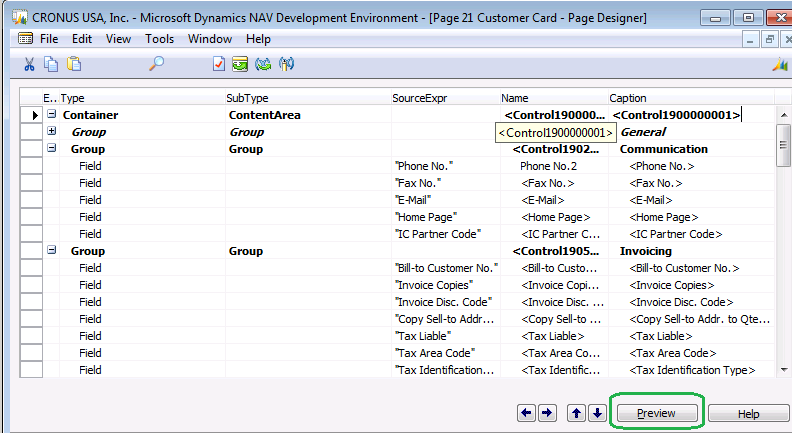 CRONUS USA, Inc. - Microsoft Dynamics NAV Development Environment - [Page 21 Customer Card - Page Designer]
File Edit View Tools Window Help
E.. Type SubType SourceExpr Name Caption
Container ContentArea <Control190000... <Control1900000001>
Group Group <Control1900000001> General
Group Group <Control1902... Communication
Field "Phone No." Phone No.2 <Phone No.>
Field "Fax No." <Fax No.> <Fax No.>
Field "E-Mail" <E-Mail> <E-Mail>
Field "Home Page" <Home Page> <Home Page>
Field "IC Partner Code" <IC Partner C... <IC Partner Code>
Group Group <Control1905... Invoicing
Field "Bill-to Customer No." <Bill-to Custo... <Bill-to Customer No.>
Field "Invoice Copies" <Invoice Copi... <Invoice Copies>
Field "Invoice Disc. Code" <Invoice Disc. ... <Invoice Disc. Code>
Field "Copy Sell-to Addr... <Copy Sell-to ... <Copy Sell-to Addr. to Qte...
Field "Tax Liable" <Tax Liable> <Tax Liable>
Field "Tax Area Code" <Tax Area Co... <Tax Area Code>
Field "Tax Identification... <Tax Identific... <Tax Identification Type>
Preview Help